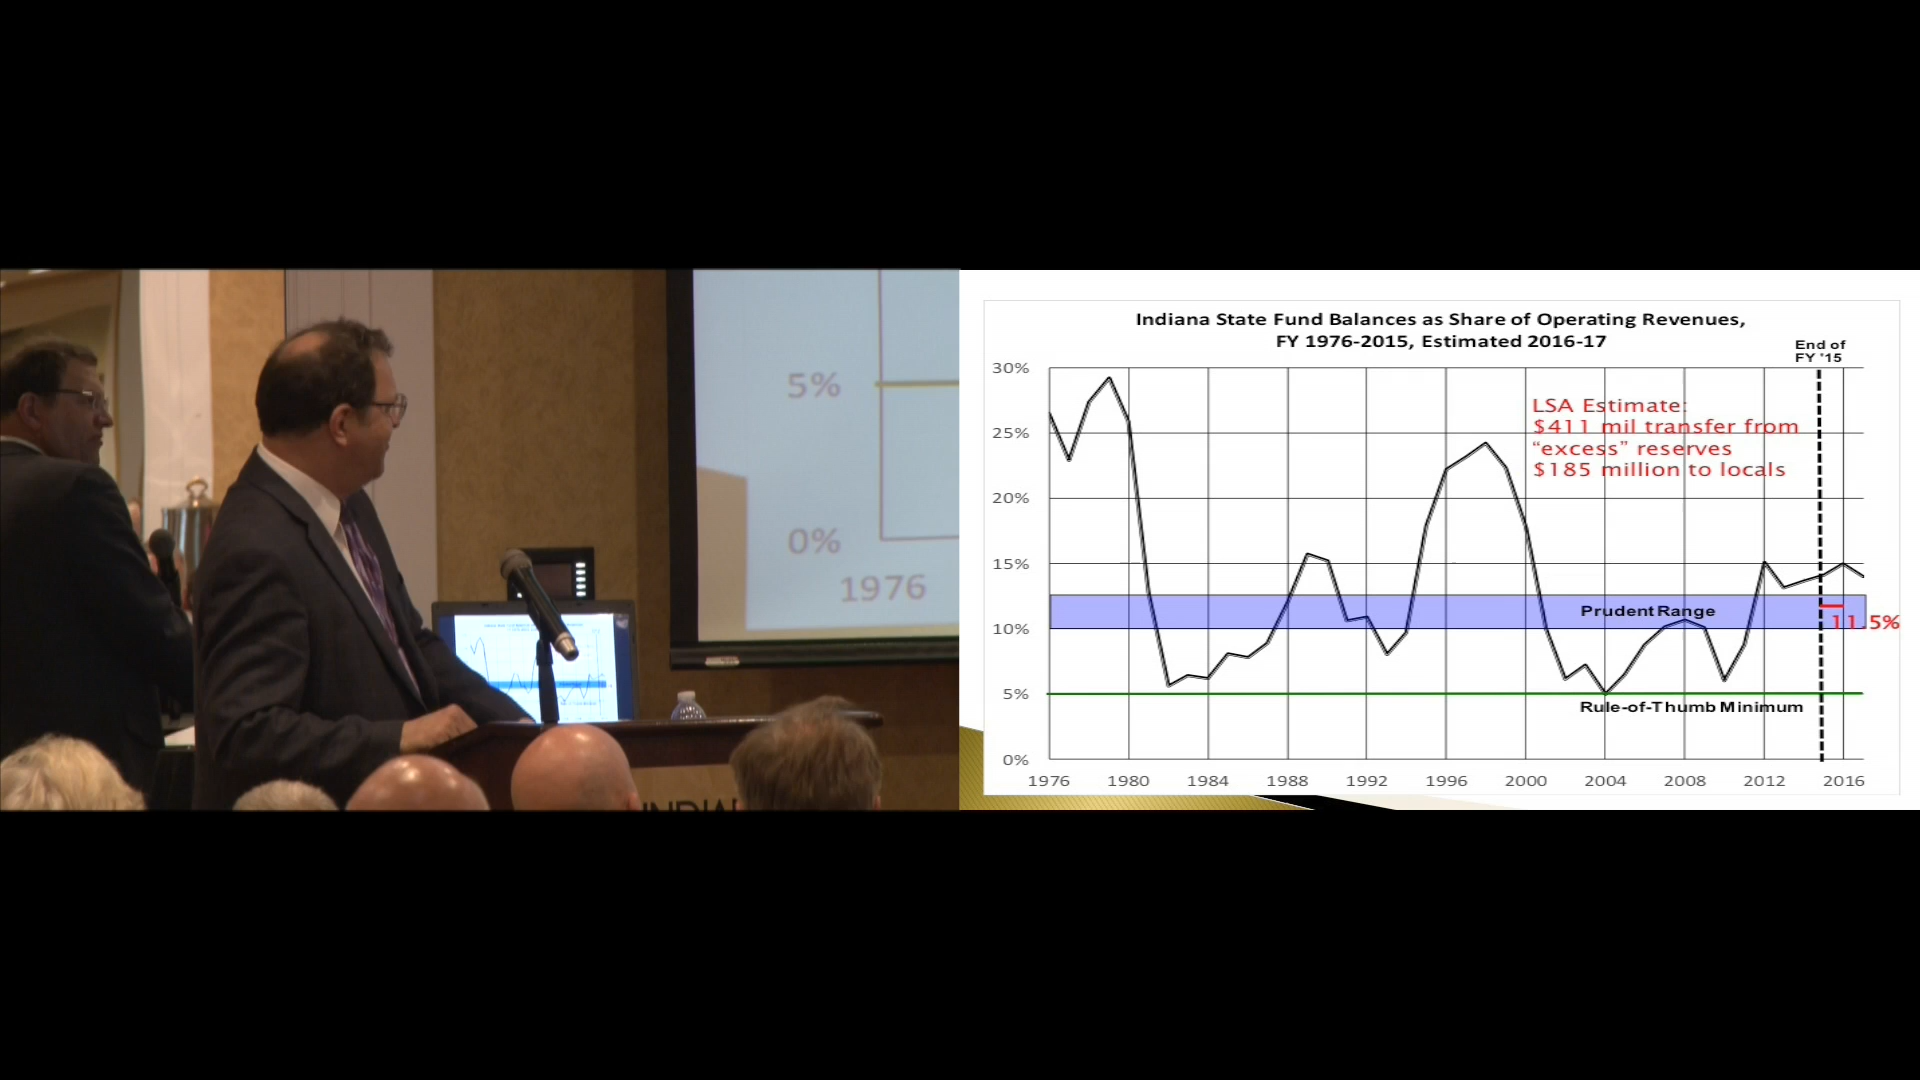 5%
0%
1976
INDIA
Indiana State Fund Balances as Share of Operating Revenues,
FY 1976-2015, Estimated 2016-17
End of
FY '15
30%
25%
20%
15%
10%
5%
0%
LSA Estimate:
$411 mil transfer from
“excess” reserves
$185 million to locals
Prudent Range
11.5%
Rule-of-Thumb Minimum
1976 1980 1984 1988 1992 1996 2000 2004 2008 2012 2016